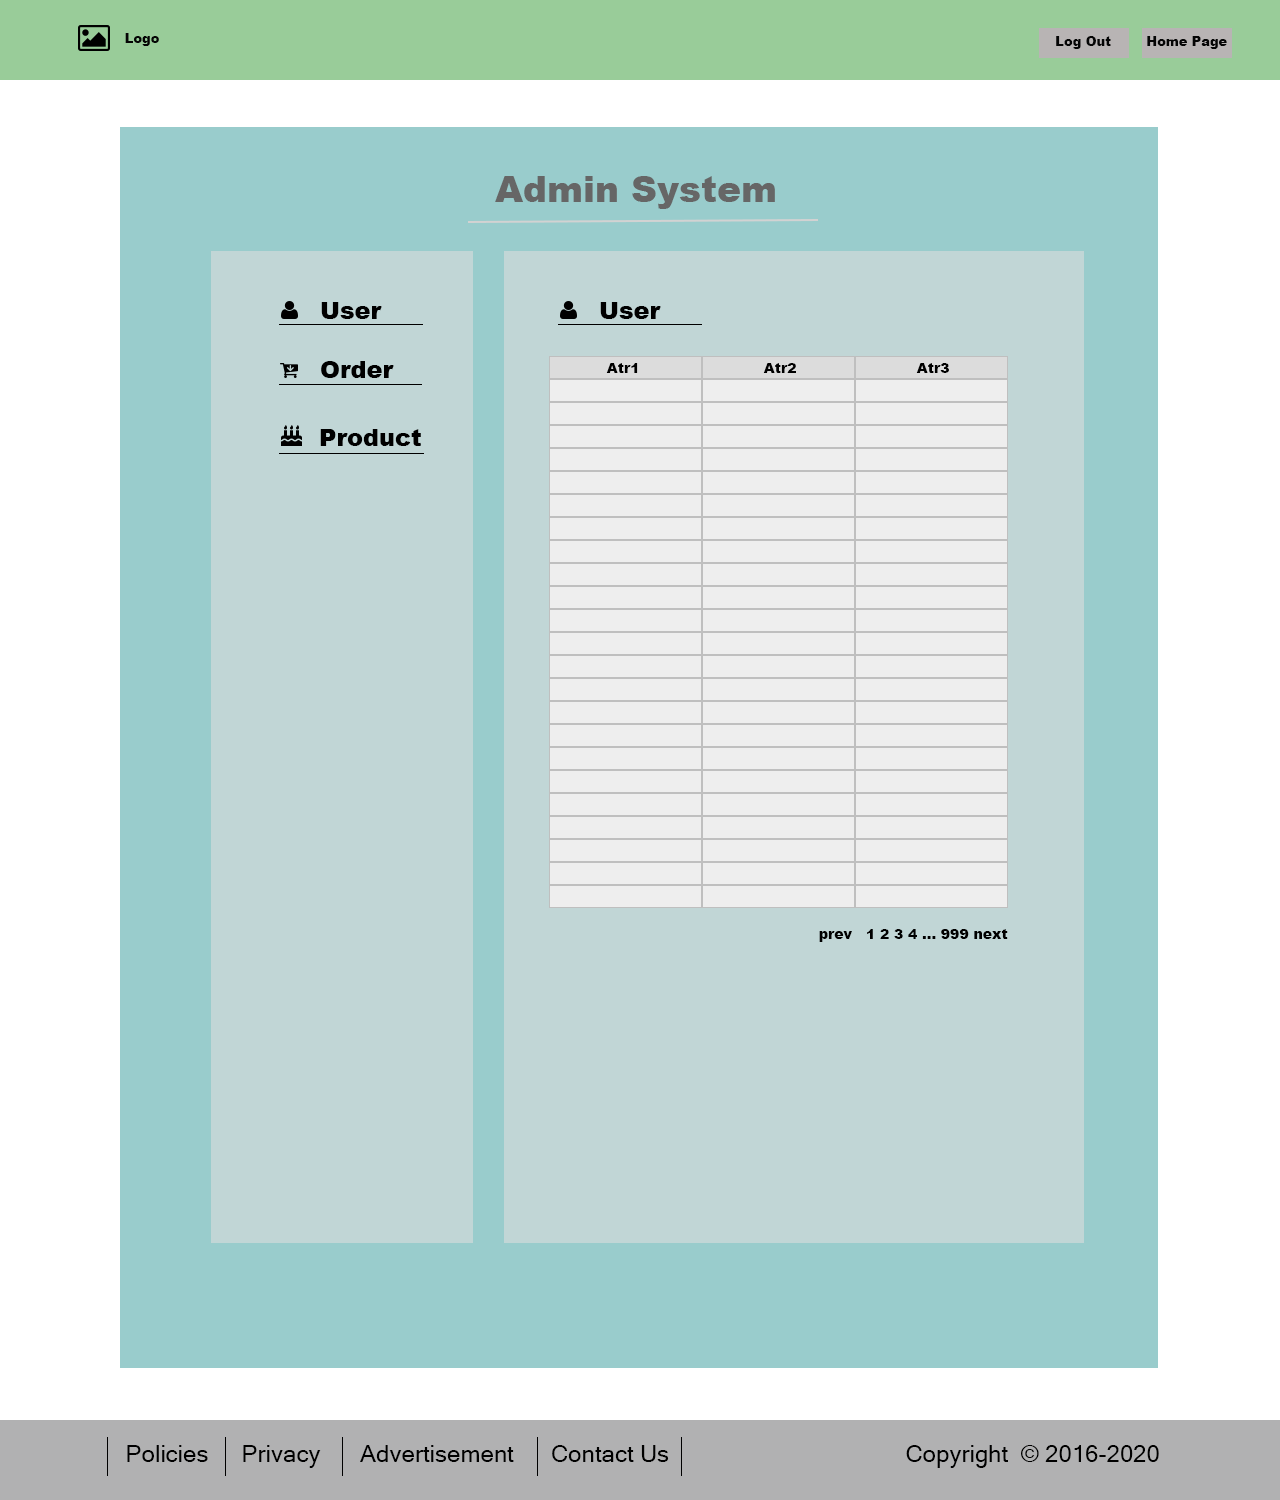 Logo
Log Out
Home Page
Admin System
User
Order
Product
User
Atr1 Atr2 Atr3
prev 1 2 3 4 ... 999 next
Policies
Privacy
Advertisement
Contact Us
Copyright © 2016-2020